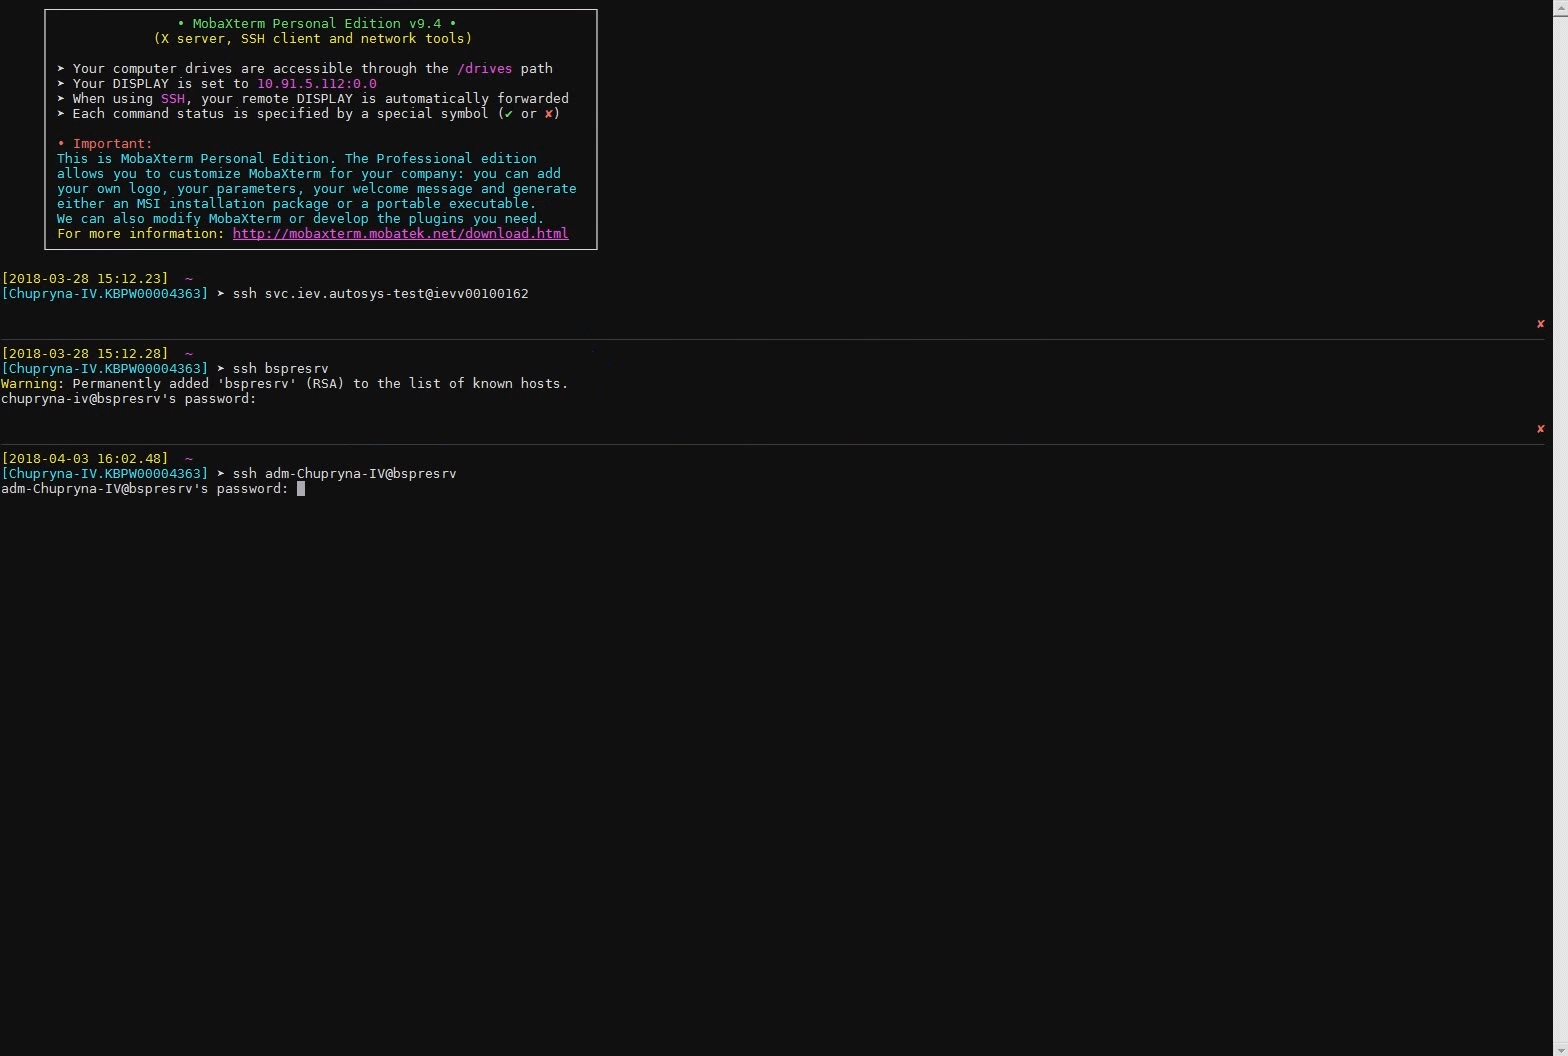 • MobaXterm Personal Edition v9.4 •
(X server, SSH client and network tools)
➤ Your computer drives are accessible through the /drives path
➤ Your DISPLAY is set to 10.91.5.112:0.0
➤ When using SSH, your remote DISPLAY is automatically forwarded
➤ Each command status is specified by a special symbol (✔ or ✘)
• Important:
This is MobaXterm Personal Edition. The Professional edition
allows you to customize MobaXterm for your company: you can add
your own logo, your parameters, your welcome message and generate
either an MSI installation package or a portable executable.
We can also modify MobaXterm or develop the plugins you need.
For more information: http://mobaxterm.mobatek.net/download.html
[2018-03-28 15:12.23]  ~
[Chupryna-IV.KBPW00004363] ➤ ssh svc.iev.autosys-test@ievv00100162
✘
[2018-03-28 15:12.28]  ~
[Chupryna-IV.KBPW00004363] ➤ ssh bspresrv
Warning: Permanently added 'bspresrv' (RSA) to the list of known hosts.
chupryna-iv@bspresrv's password:
✘
[2018-04-03 16:02.48]  ~
[Chupryna-IV.KBPW00004363] ➤ ssh adm-Chupryna-IV@bspresrv
adm-Chupryna-IV@bspresrv's password: